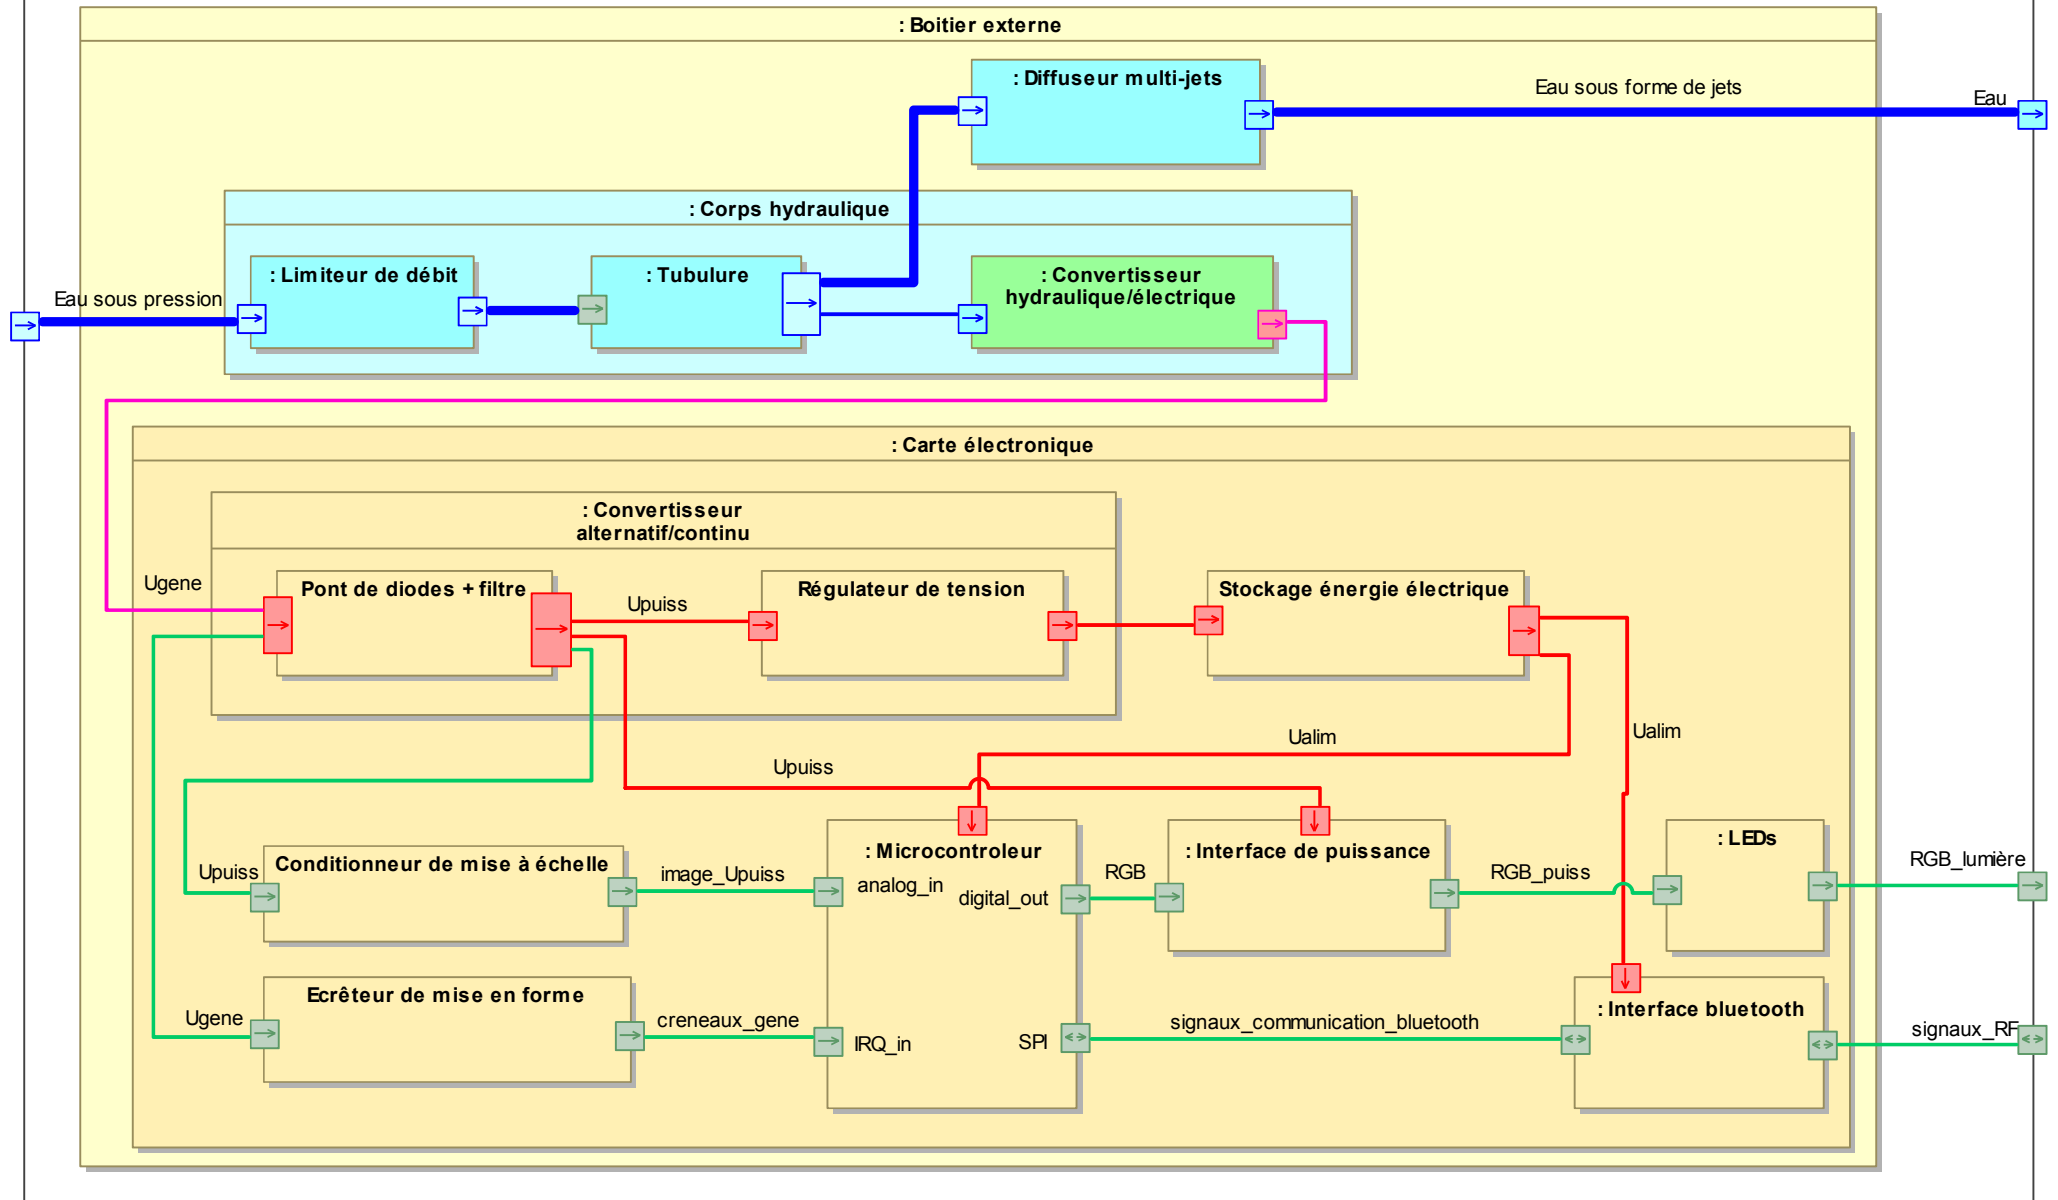 : Boitier externe
: Diffuseur multi-jets
Eau sous forme de jets
Eau
: Corps hydraulique
: Limiteur de débit
: Tubulure
: Convertisseur
hydraulique/électrique
Eau sous pression
: Carte électronique
: Convertisseur
alternatif/continu
Ugene
Pont de diodes + filtre
Upuiss
Régulateur de tension
Stockage énergie électrique
Ualim
Ualim
Upuiss
Upuiss
Conditionneur de mise à échelle
image_Upuiss
: Microcontroleur
analog_in
digital_out
RGB
: Interface de puissance
RGB_puiss
: LEDs
RGB_lumière
Ugene
Ecrêteur de mise en forme
creneaux_gene
IRQ_in
SPI
signaux_communication_bluetooth
: Interface bluetooth
signaux_RF